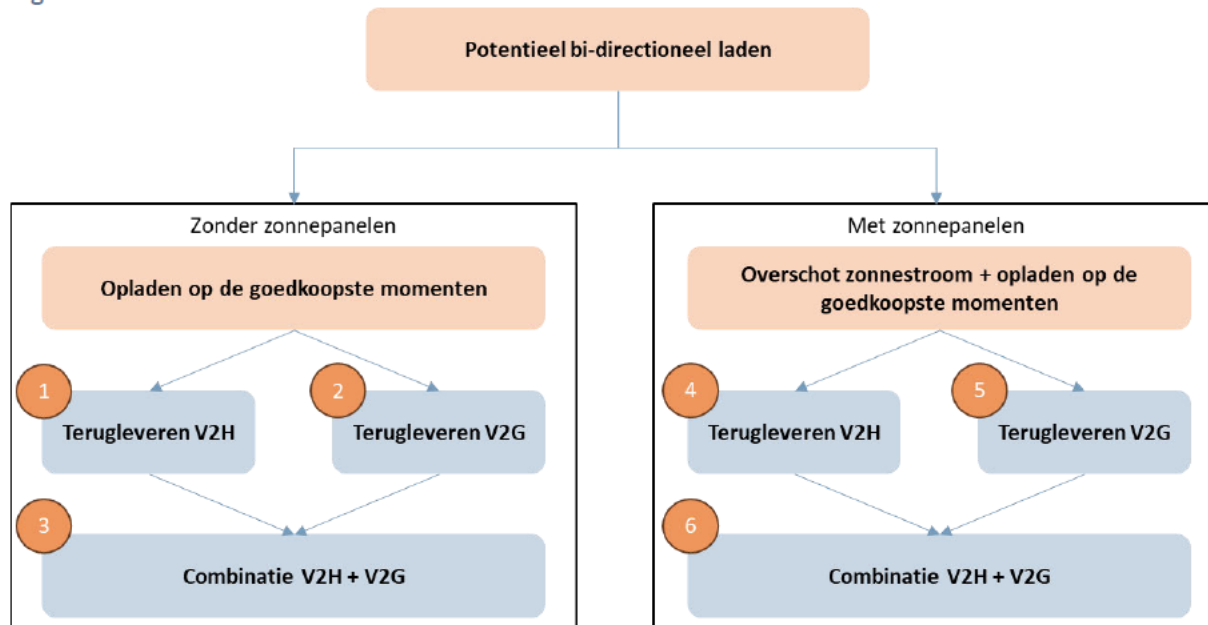 Potentieel bi-directioneel laden
Zonder zonnepanelen
Opladen op de goedkoopste momenten
1
Terugleveren V2H
2
Terugleveren V2G
3
Combinatie V2H + V2G
Met zonnepanelen
Overschot zonnestroom + opladen op de
goedkoopste momenten
4
Terugleveren V2H
5
Terugleveren V2G
6
Combinatie V2H + V2G